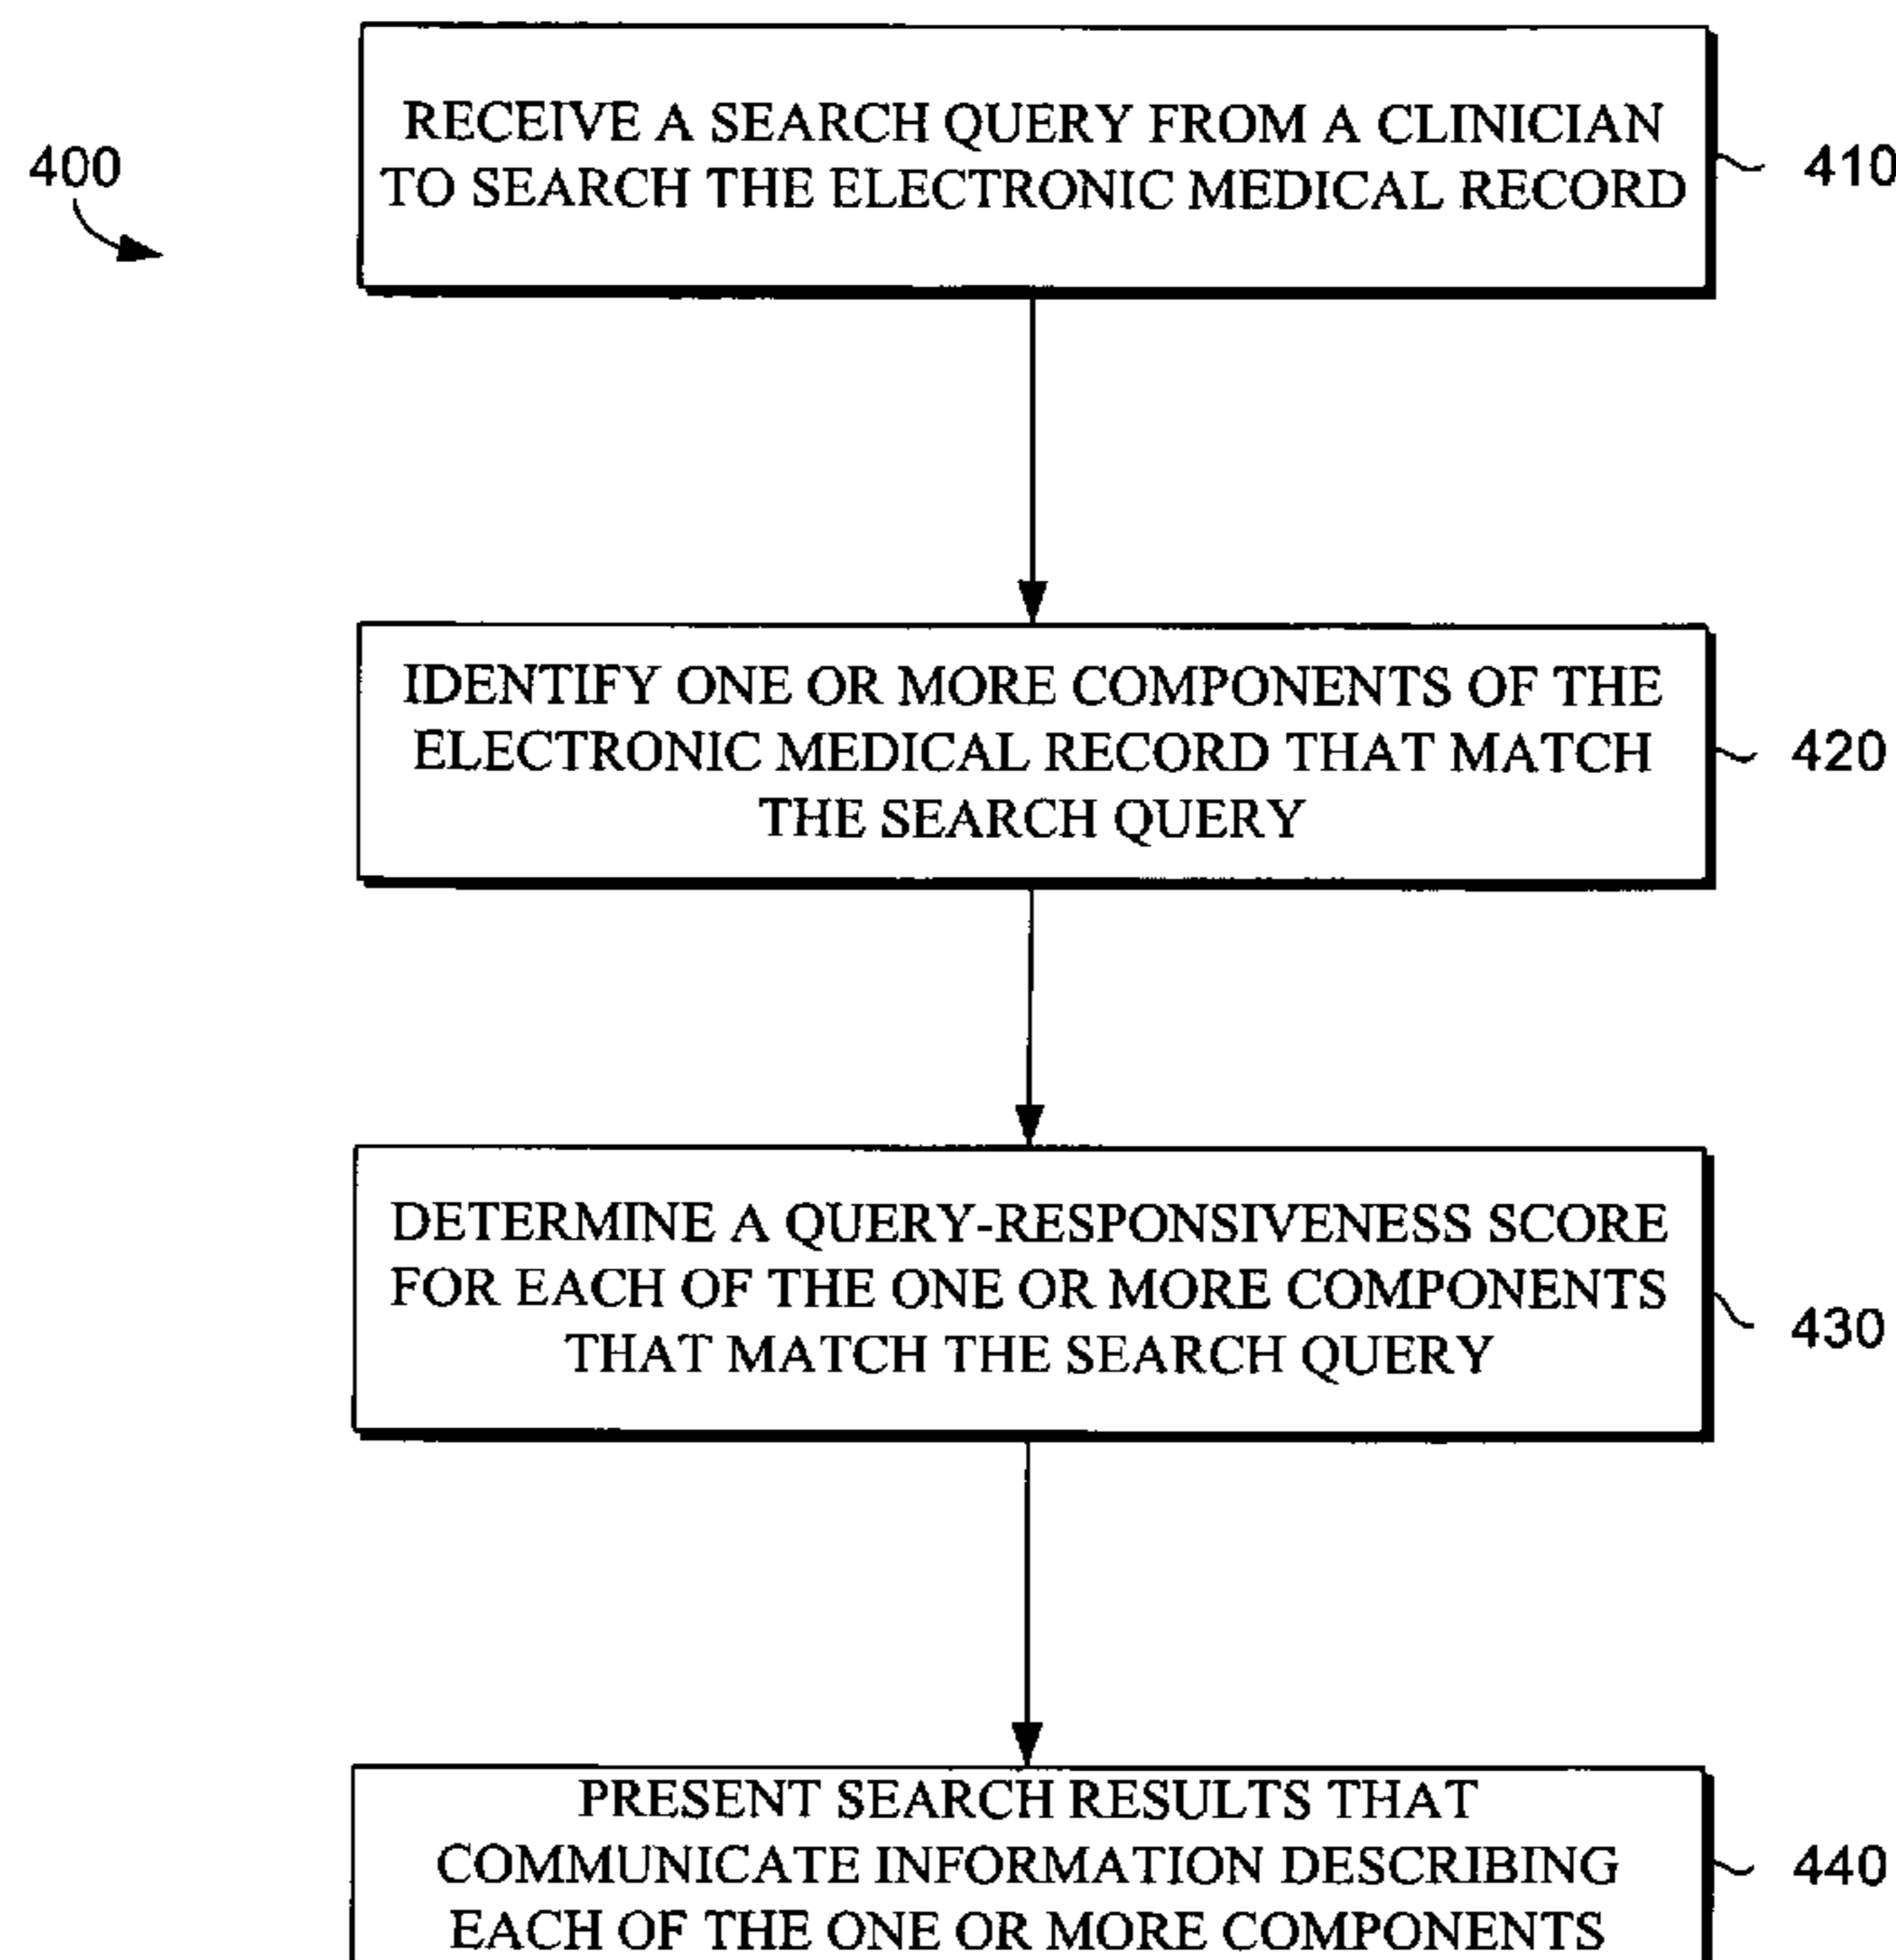 400
RECEIVE A SEARCH QUERY FROM A CLINICIAN
TO SEARCH THE ELECTRONIC MEDICAL RECORD
410
IDENTIFY ONE OR MORE COMPONENTS OF THE
ELECTRONIC MEDICAL RECORD THAT MATCH
THE SEARCH QUERY
420
DETERMINE A QUERY-RESPONSIVENESS SCORE
FOR EACH OF THE ONE OR MORE COMPONENTS
THAT MATCH THE SEARCH QUERY
430
PRESENT SEARCH RESULTS THAT
COMMUNICATE INFORMATION DESCRIBING
EACH OF THE ONE OR MORE COMPONENTS
440